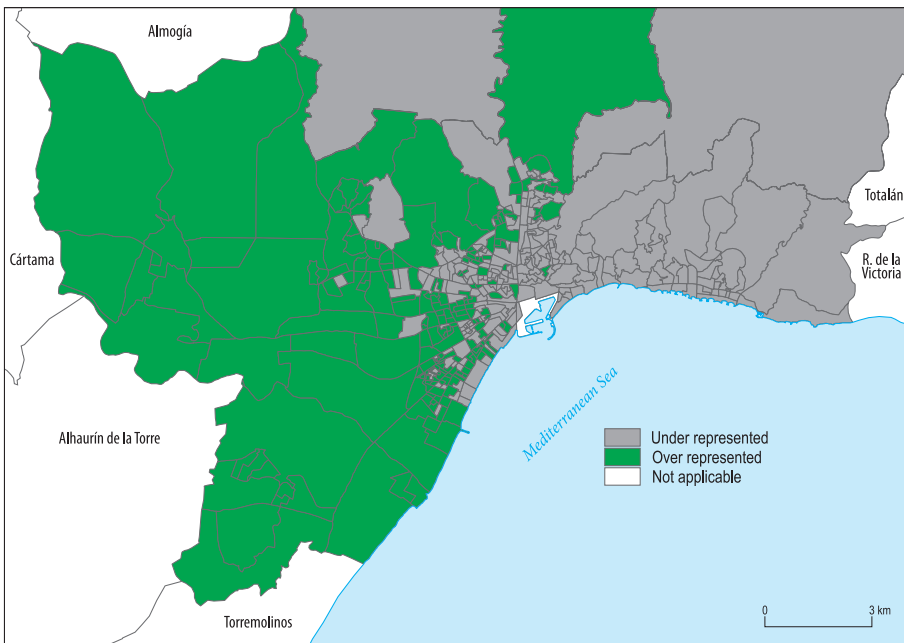 Almogía
Totalán
Cártama
R. de la
Victoria
Mediterranean Sea
Alhaurín de la Torre
Under represented
Over represented
Not applicable
Torremolinos
0 3 km